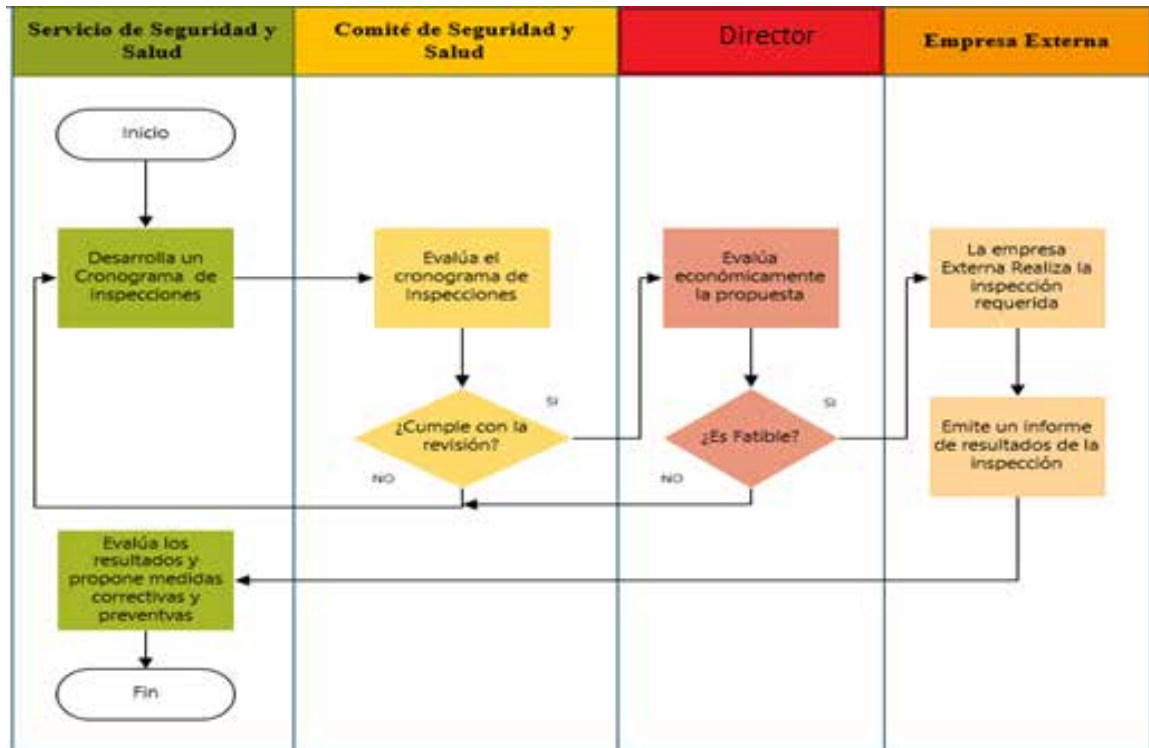 Servicio de Seguridad y
Salud
Comité de Seguridad y
Salud
Director
Empresa Externa
Inicio
Desarrolla un
Cronograma de
Inspecciones
Evalúa el
cronograma de
Inspecciones
Evalúa
económicamente
la propuesta
La empresa
Externa Realiza la
inspección
requerida
SI
¿Cumple con la
revisión?
NO
SI
¿Es Fatible?
NO
Emite un informe
de resultados de la
inspección
Evalúa los
resultados y
propone medidas
correctivas y
preventvas
Fin